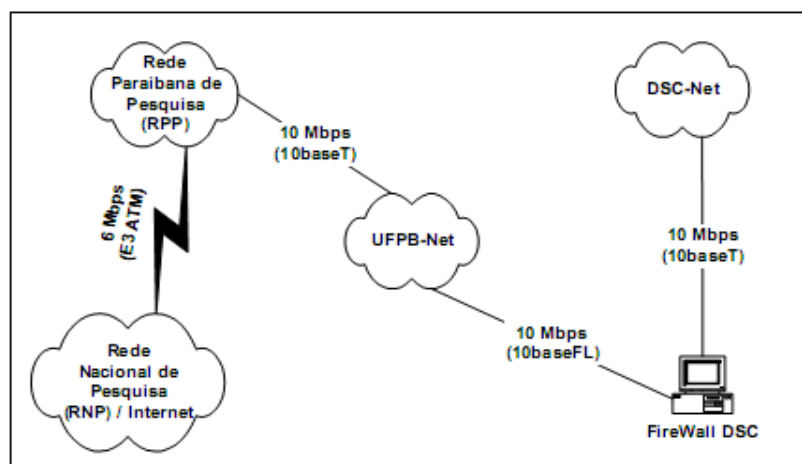 Rede
Paraibana de
Pesquisa
(RPP)
DSC-Net
10 Mbps
(10baseT)
6 Mbps
(E3 ATM)
UFPB-Net
10 Mbps
(10baseT)
10 Mbps
(10baseFL)
Rede
Nacional de
Pesquisa
(RNP) / Internet
FireWall DSC